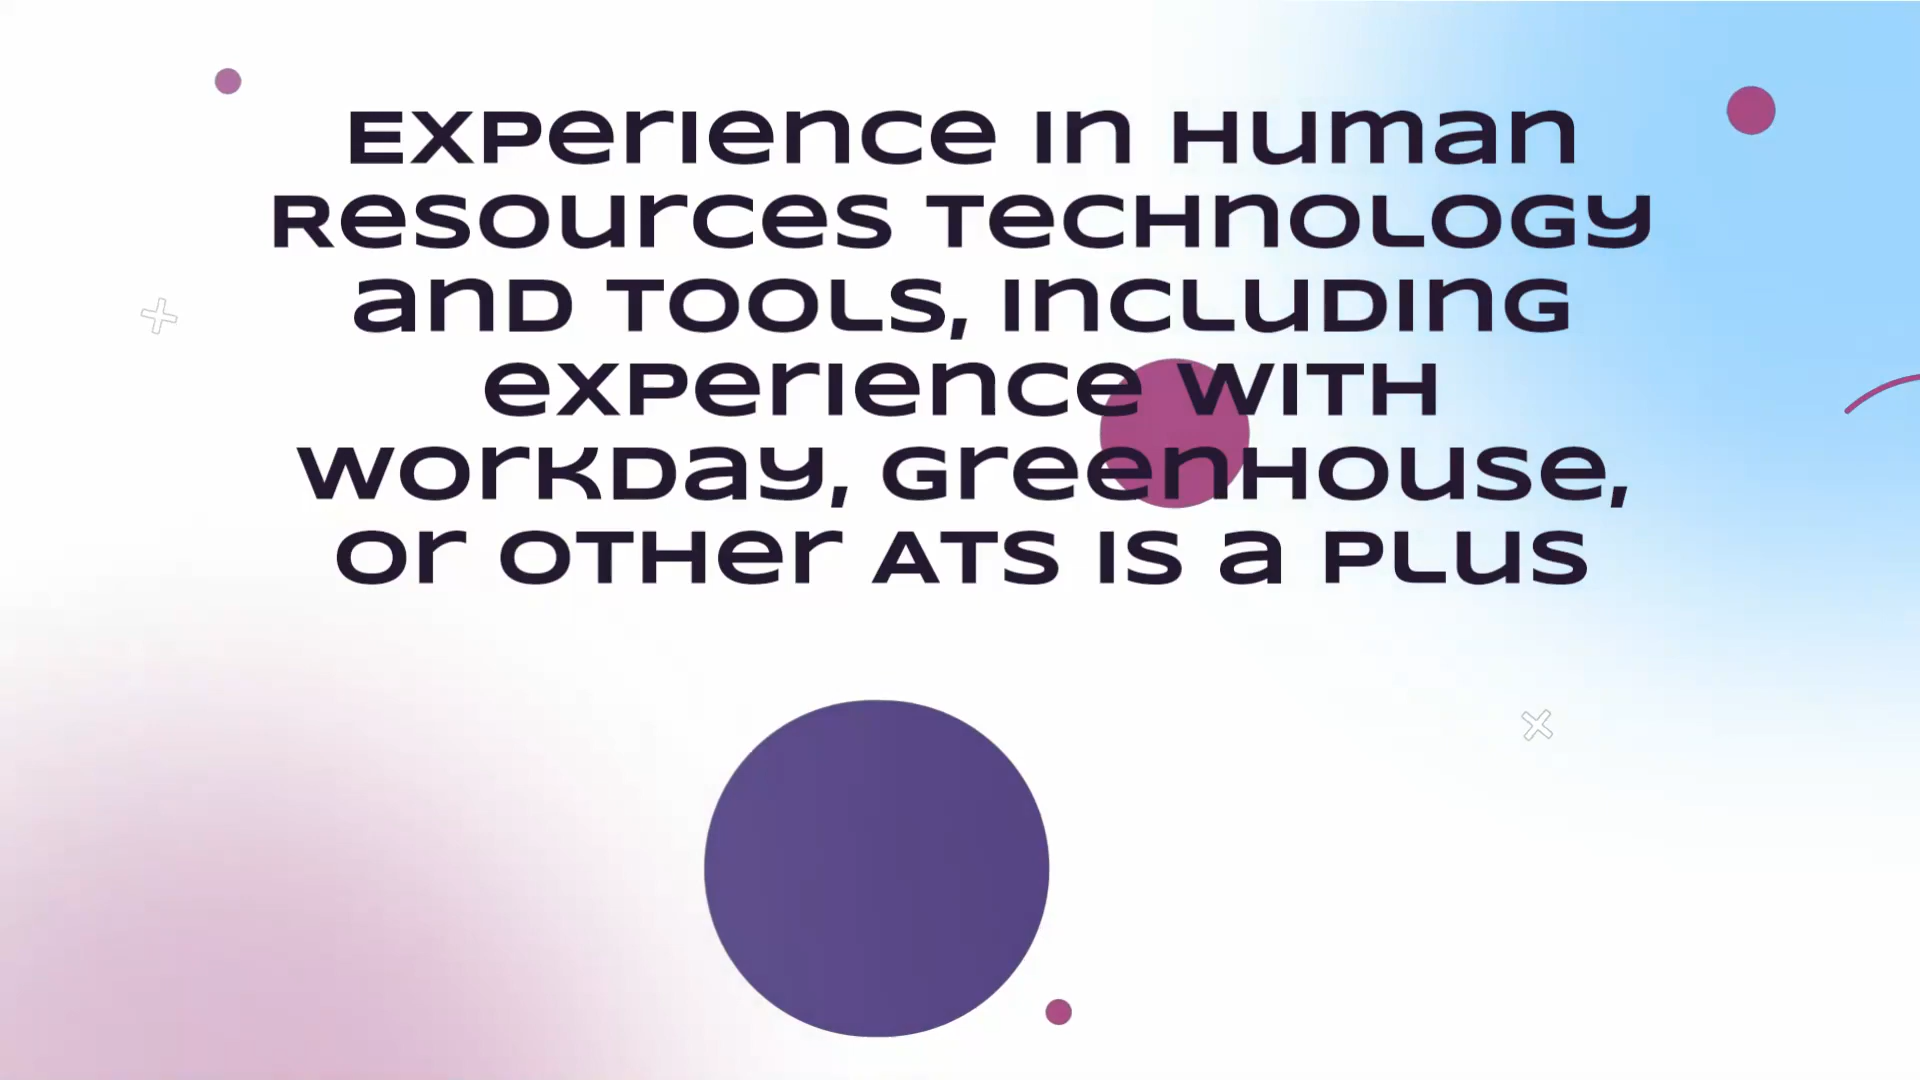 Experience in Human
Resources Technology
and Tools, including
experience with
Workday, Greenhouse,
or other ATS is a plus